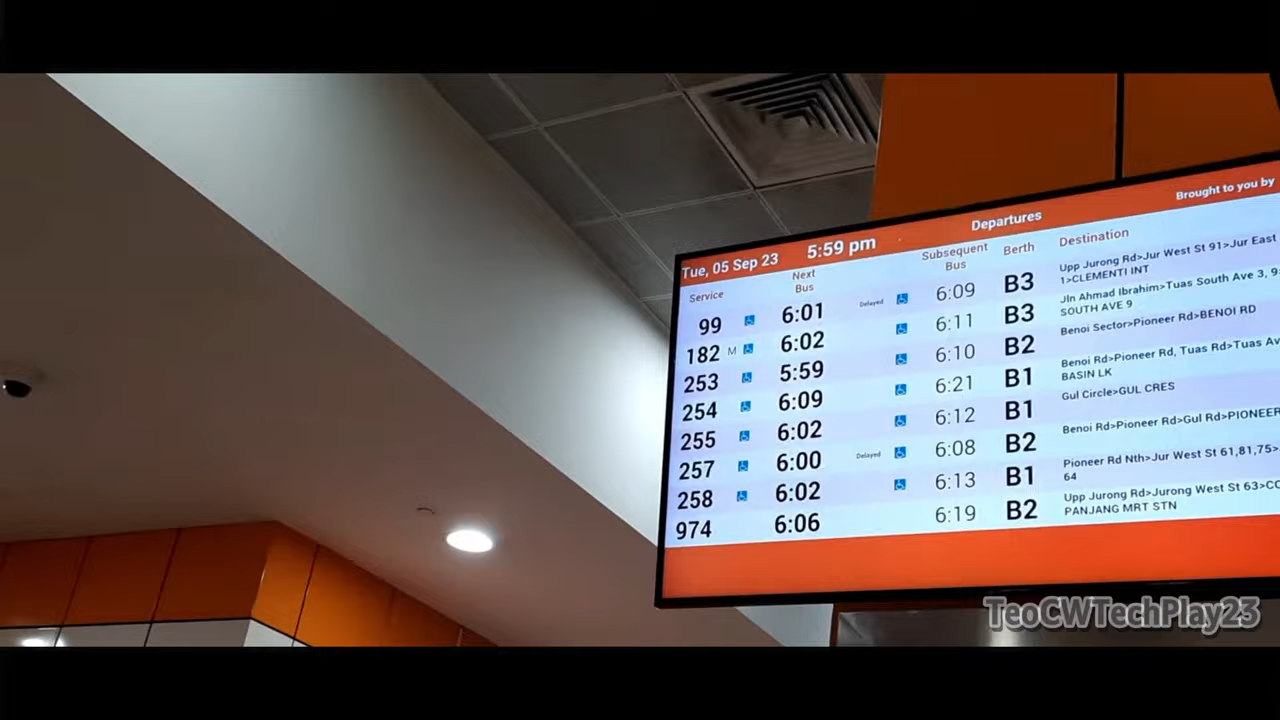 Tue, 05 Sep 23 5:59 pm Departures Brought to you by
Service Next Bus Subsequent Bus Berth Destination
99 6:01 Delayed 6:09 B3 Upp Jurong Rd>Jur West St 91>Jur East
1>CLEMENTI INT
182 M 6:02 6:11 B3 Jln Ahmad Ibrahim>Tuas South Ave 3,
SOUTH AVE 9
253 5:59 6:10 B2 Benoi Sector>Pioneer Rd>BENOI RD
254 6:09 6:21 B1 Benoi Rd>Pioneer Rd, Tuas Rd>Tuas Av
BASIN LK
255 6:02 6:12 B1 Gul Circle>GUL CRES
257 6:00 Delayed 6:08 B2 Benoi Rd>Pioneer Rd>Gul Rd>PIONEER
258 6:02 6:13 B1 Pioneer Rd Nth>Jur West St 61,81,75>
64
974 6:06 6:19 B2 Upp Jurong Rd>Jurong West St 63>CC
PANJANG MRT STN
TeoCWTechPlay23